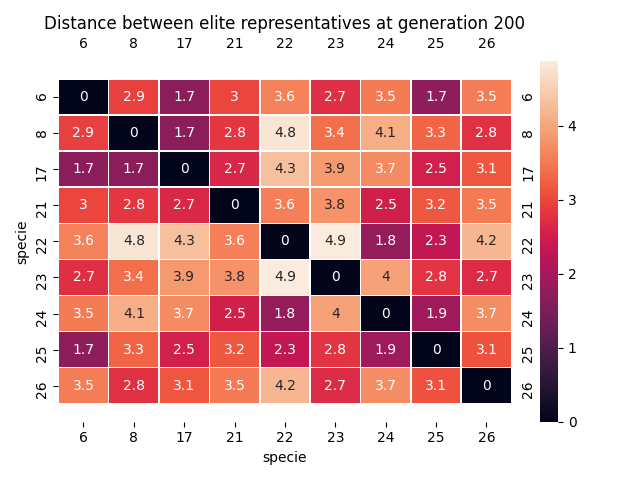 Distance between elite representatives at generation 200
6 8 17 21 22 23 24 25 26
6 0 2.9 1.7 3 3.6 2.7 3.5 1.7 3.5 6
8 2.9 0 1.7 2.8 4.8 3.4 4.1 3.3 2.8 8
17 1.7 1.7 0 2.7 4.3 3.9 3.7 2.5 3.1 17
21 3 2.8 2.7 0 3.6 3.8 2.5 3.2 3.5 21
22 3.6 4.8 4.3 3.6 0 4.9 1.8 2.3 4.2 22
23 2.7 3.4 3.9 3.8 4.9 0 4 2.8 2.7 23
24 3.5 4.1 3.7 2.5 1.8 4 0 1.9 3.7 24
25 1.7 3.3 2.5 3.2 2.3 2.8 1.9 0 3.1 25
26 3.5 2.8 3.1 3.5 4.2 2.7 3.7 3.1 0 26
6 8 17 21 22 23 24 25 26
specie
specie
4
3
2
1
0